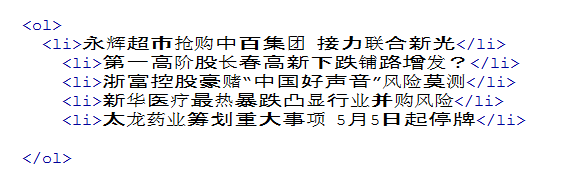 <ol>
<li>永辉超市抢购中百集团 接力联合新光</li>
<li>第一高阶股长春高新下跌铺路增发？</li>
<li>浙富控股豪赌“中国好声音”风险莫测</li>
<li>新华医疗最热暴跌凸显行业并购风险</li>
<li>太龙药业筹划重大事项 5月5日起停牌</li>
</ol>